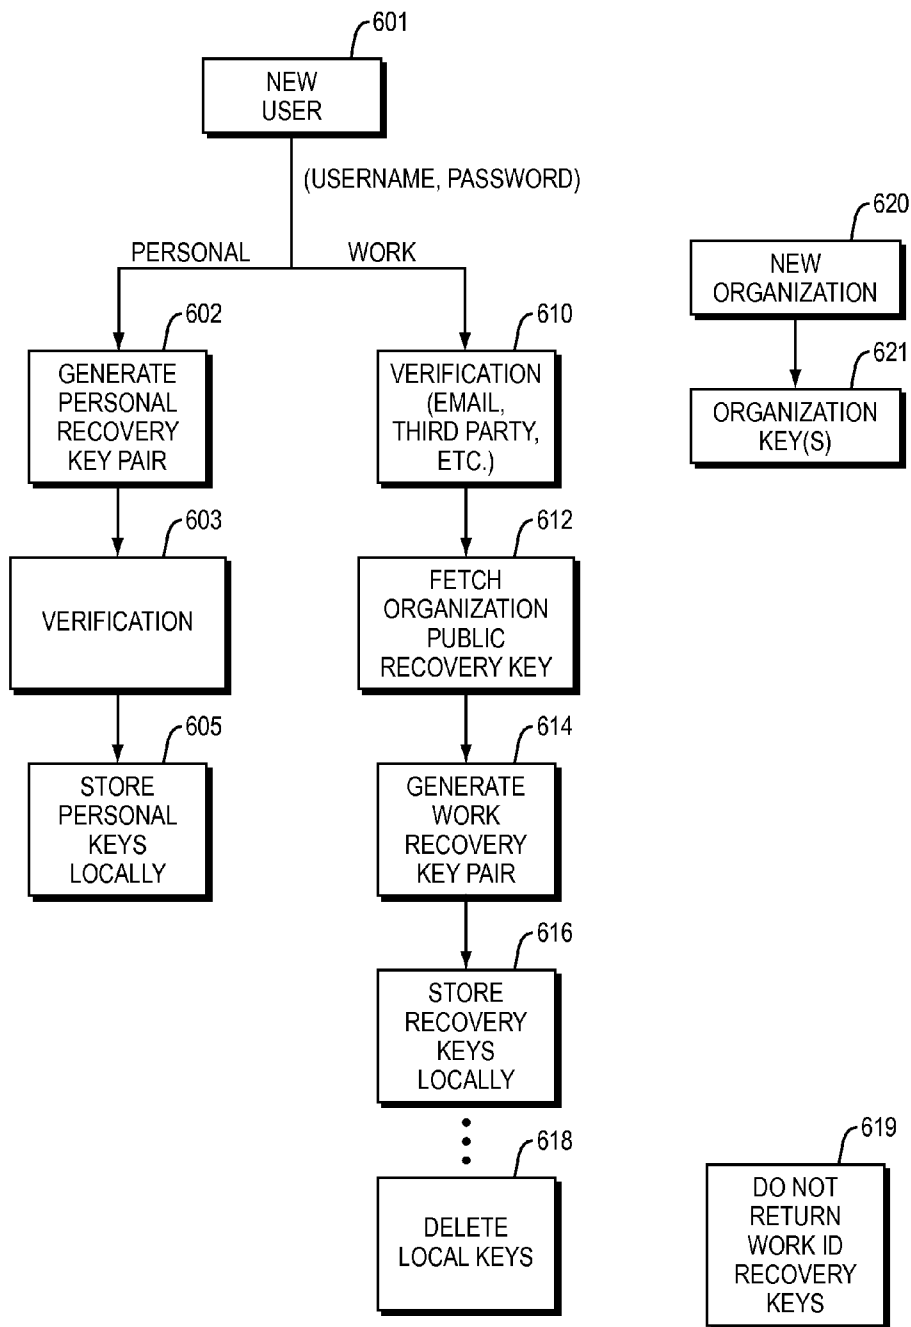 601
NEW
USER
(USERNAME, PASSWORD)
PERSONAL
WORK
620
NEW
ORGANIZATION
621
ORGANIZATION
KEY(S)
602
GENERATE
PERSONAL
RECOVERY
KEY PAIR
603
VERIFICATION
605
STORE
PERSONAL
KEYS
LOCALLY
610
VERIFICATION
(EMAIL,
THIRD PARTY,
ETC.)
612
FETCH
ORGANIZATION
PUBLIC
RECOVERY KEY
614
GENERATE
WORK
RECOVERY
KEY PAIR
616
STORE
RECOVERY
KEYS
LOCALLY
618
DELETE
LOCAL KEYS
619
DO NOT
RETURN
WORK ID
RECOVERY
KEYS